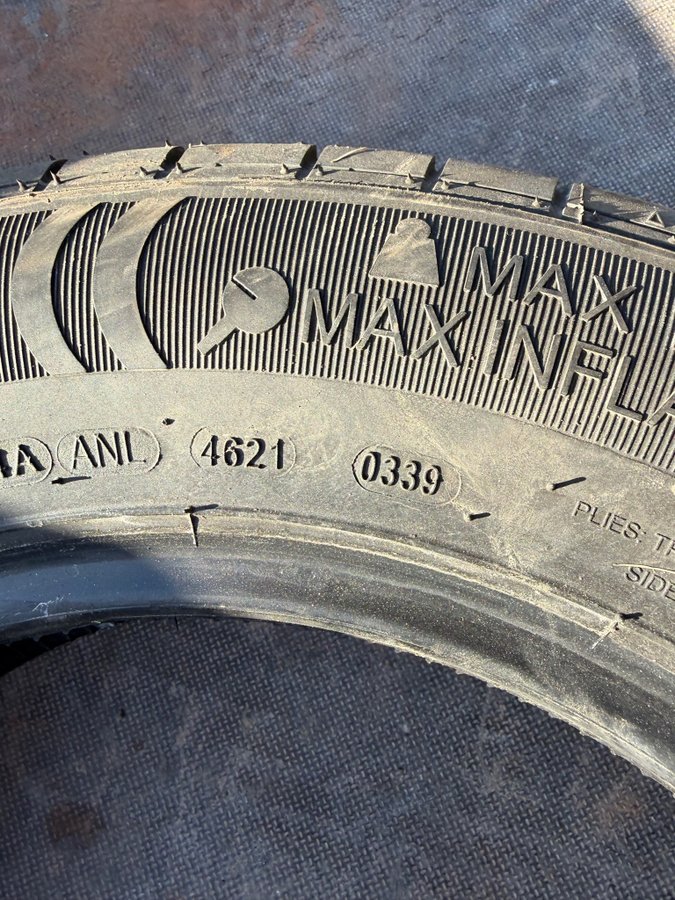 MAX
MAX INFLA
A ANL 4621 0339
PLIES: 
SIDE